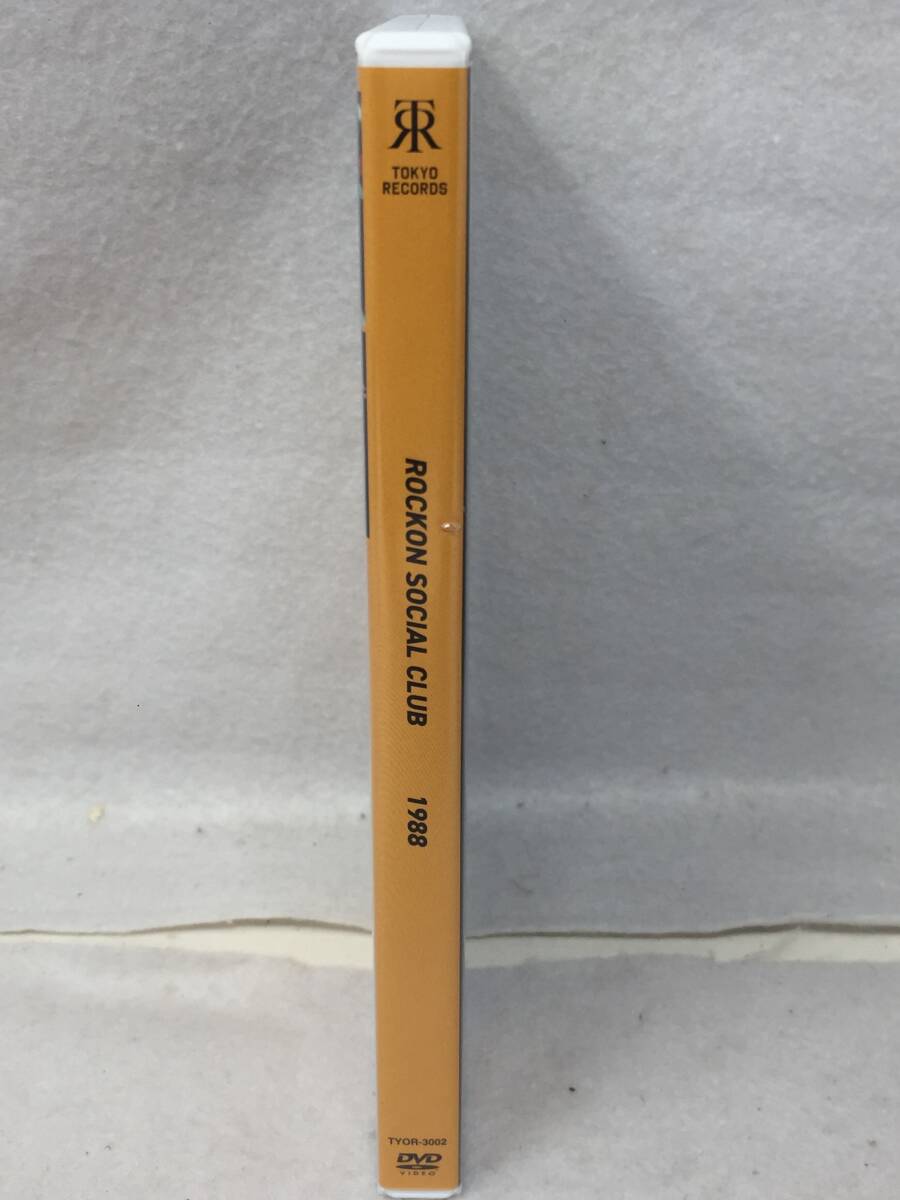 TR
TOKYO
RECORDS
ROCKON SOCIAL CLUB 1988
TYOR-3002
DVD
VIDEO